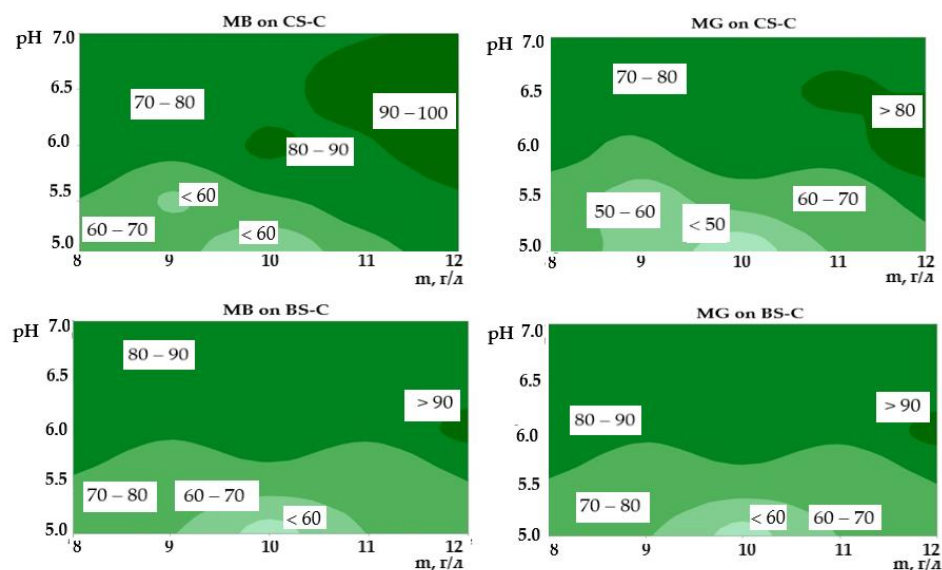 MB on CS-C
pH 7.0
6.5
6.0
5.5
5.0
70 – 80
90 – 100
80 – 90
< 60
60 – 70
< 60
8 9 10 11 12
m, г/л
MG on CS-C
pH 7.0
6.5
6.0
5.5
5.0
70 – 80
> 80
60 – 70
50 – 60
< 50
8 9 10 11 12
m, г/л
MB on BS-C
pH 7.0
6.5
6.0
5.5
5.0
80 – 90
> 90
70 – 80
60 – 70
< 60
8 9 10 11 12
m, г/л
MG on BS-C
pH 7.0
6.5
6.0
5.5
5.0
80 – 90
> 90
70 – 80
< 60
60 – 70
8 9 10 11 12
m, г/л